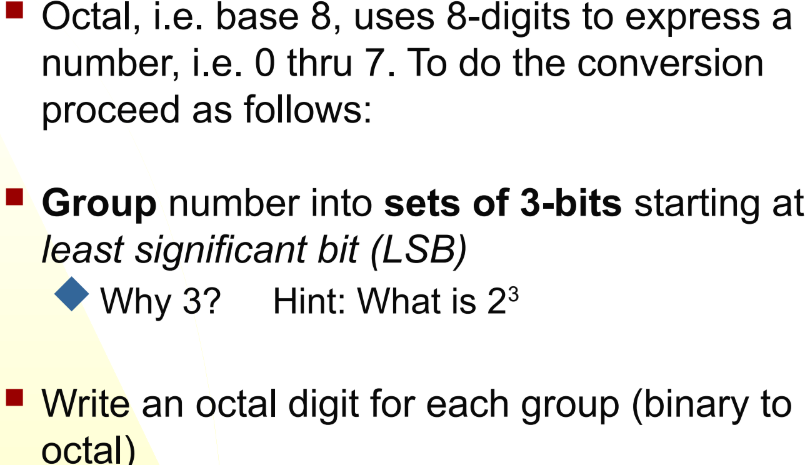 Octal, i.e. base 8, uses 8-digits to express a
number, i.e. 0 thru 7. To do the conversion
proceed as follows:
Group number into sets of 3-bits starting at
least significant bit (LSB)
Why 3? Hint: What is 2³
Write an octal digit for each group (binary to
octal)